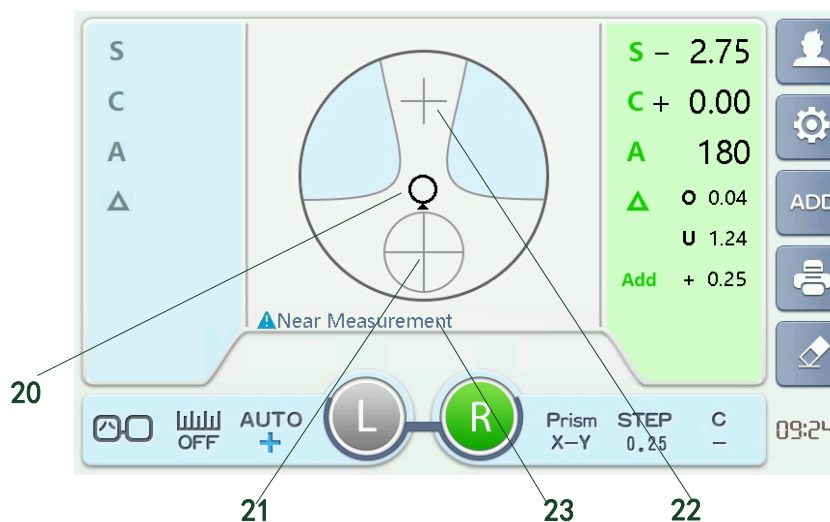 S
C
A
Δ
S − 2.75
C + 0.00
A 180
Δ O 0.04
U 1.24
Add + 0.25
ADD
Near Measurement
20
OFF
AUTO
+
L
R
Prism
X−Y
STEP
0.25
C
−
09:24
21
23
22